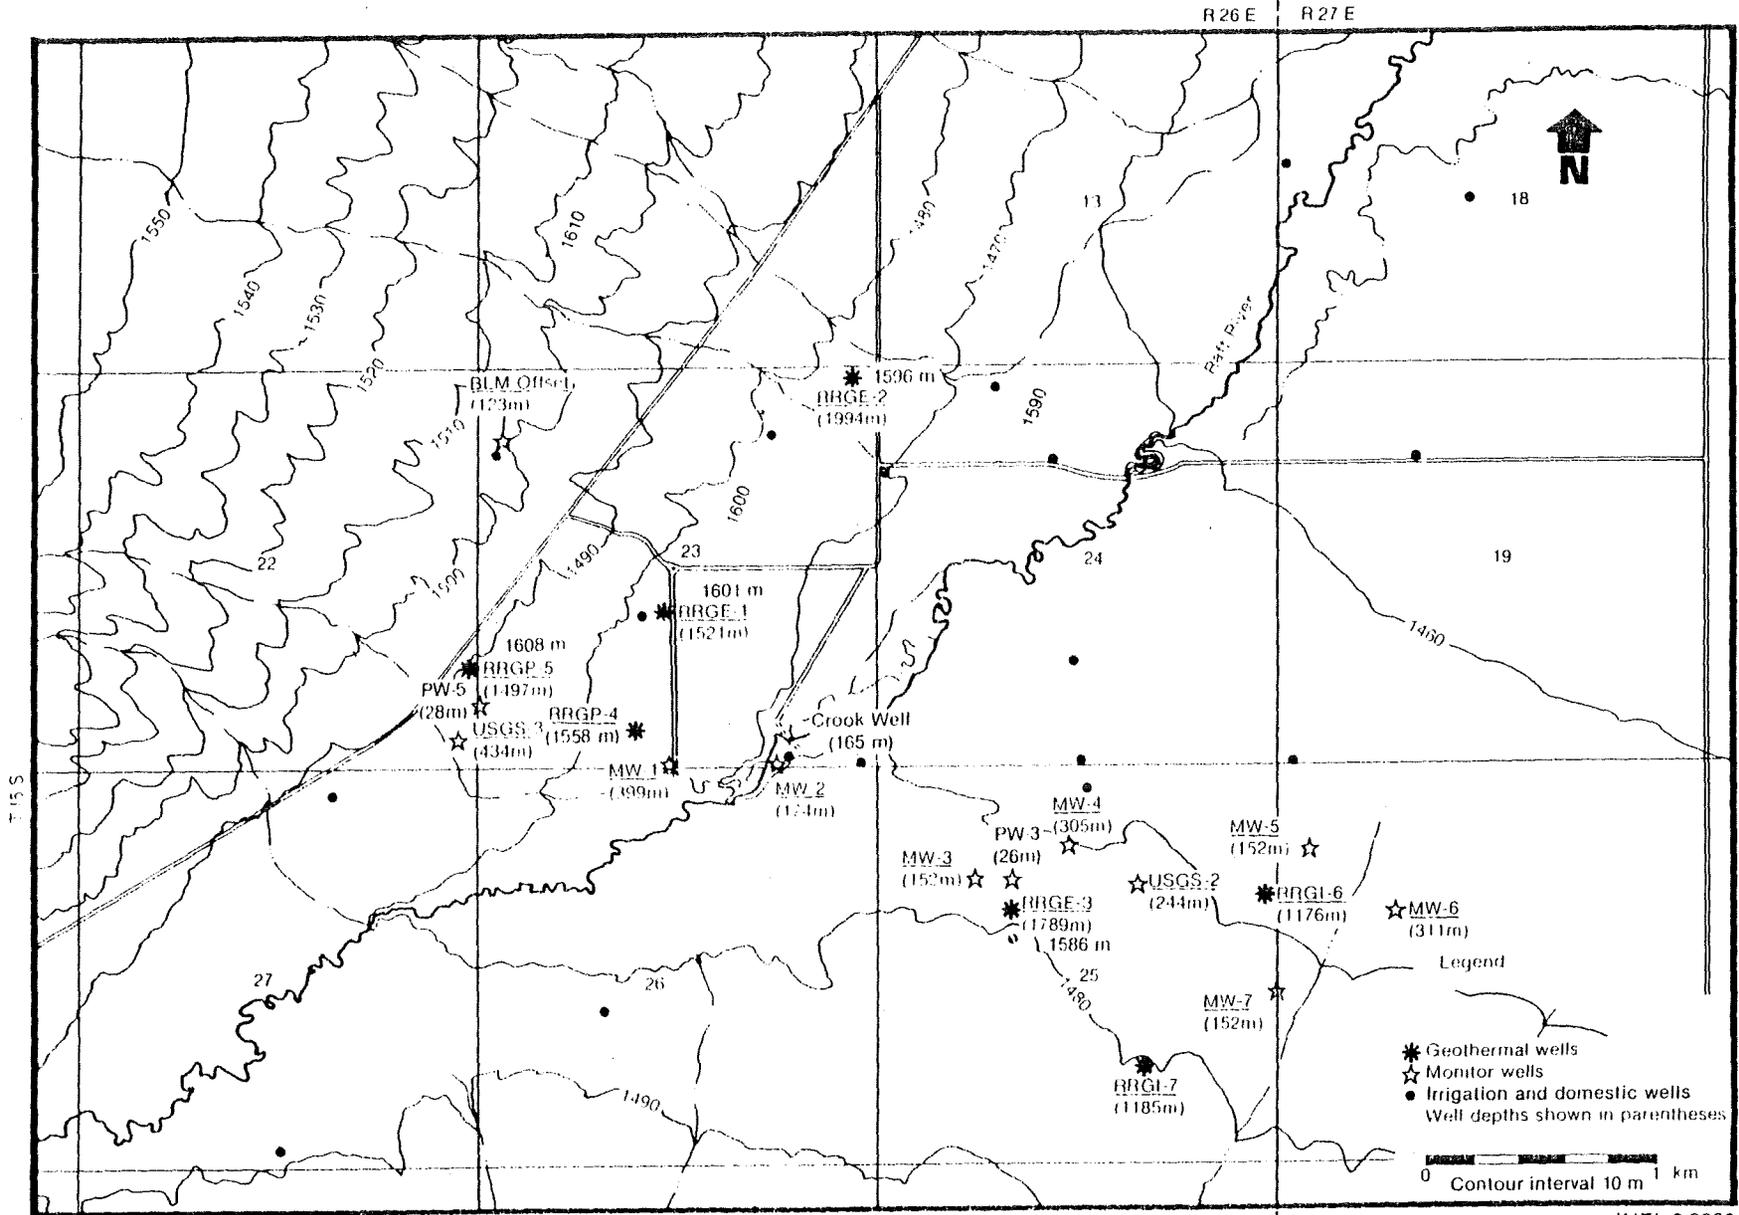 R 26 E
R 27 E
13
18
1550
1610
1480
1470
1540
1530
Raft River
1520
BLM Offset
(123m)
1510
1596 m
RRGE-2
(1994m)
1590
1600
23
24
19
22
1490
1500
1601 m
RRGE-1
(1521m)
1460
1608 m
RRGP-5
(1497m)
PW-5
(28m)
USGS-3
(434m)
RRGP-4
(1558 m)
Crook Well
(165 m)
MW 1
(399m)
MW 2
T 15 S
MW-4
(305m)
PW-3
(26m)
MW-3
(152m)
MW-5
(152m)
USGS-2
(244m)
RRGE-3
(1789m)
1586 m
RRGI-6
(1176m)
MW-6
(311m)
27
26
25
1480
MW-7
(152m)
RRGI-7
(1185m)
1490
Legend
Geothermal wells
Monitor wells
Irrigation and domestic wells
Well depths shown in parentheses
0 1 km
Contour interval 10 m
N